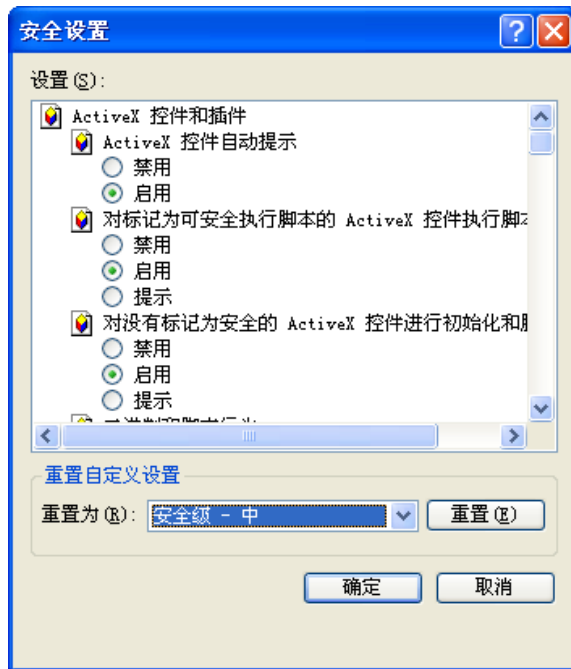 安全设置
设置(S):
ActiveX 控件和插件
ActiveX 控件自动提示
禁用
启用
对标记为可安全执行脚本的 ActiveX 控件执行脚
禁用
启用
提示
对没有标记为安全的 ActiveX 控件进行初始化和
禁用
启用
提示
重置自定义设置
重置为(R): 安全级 - 中 重置(E)
确定 取消